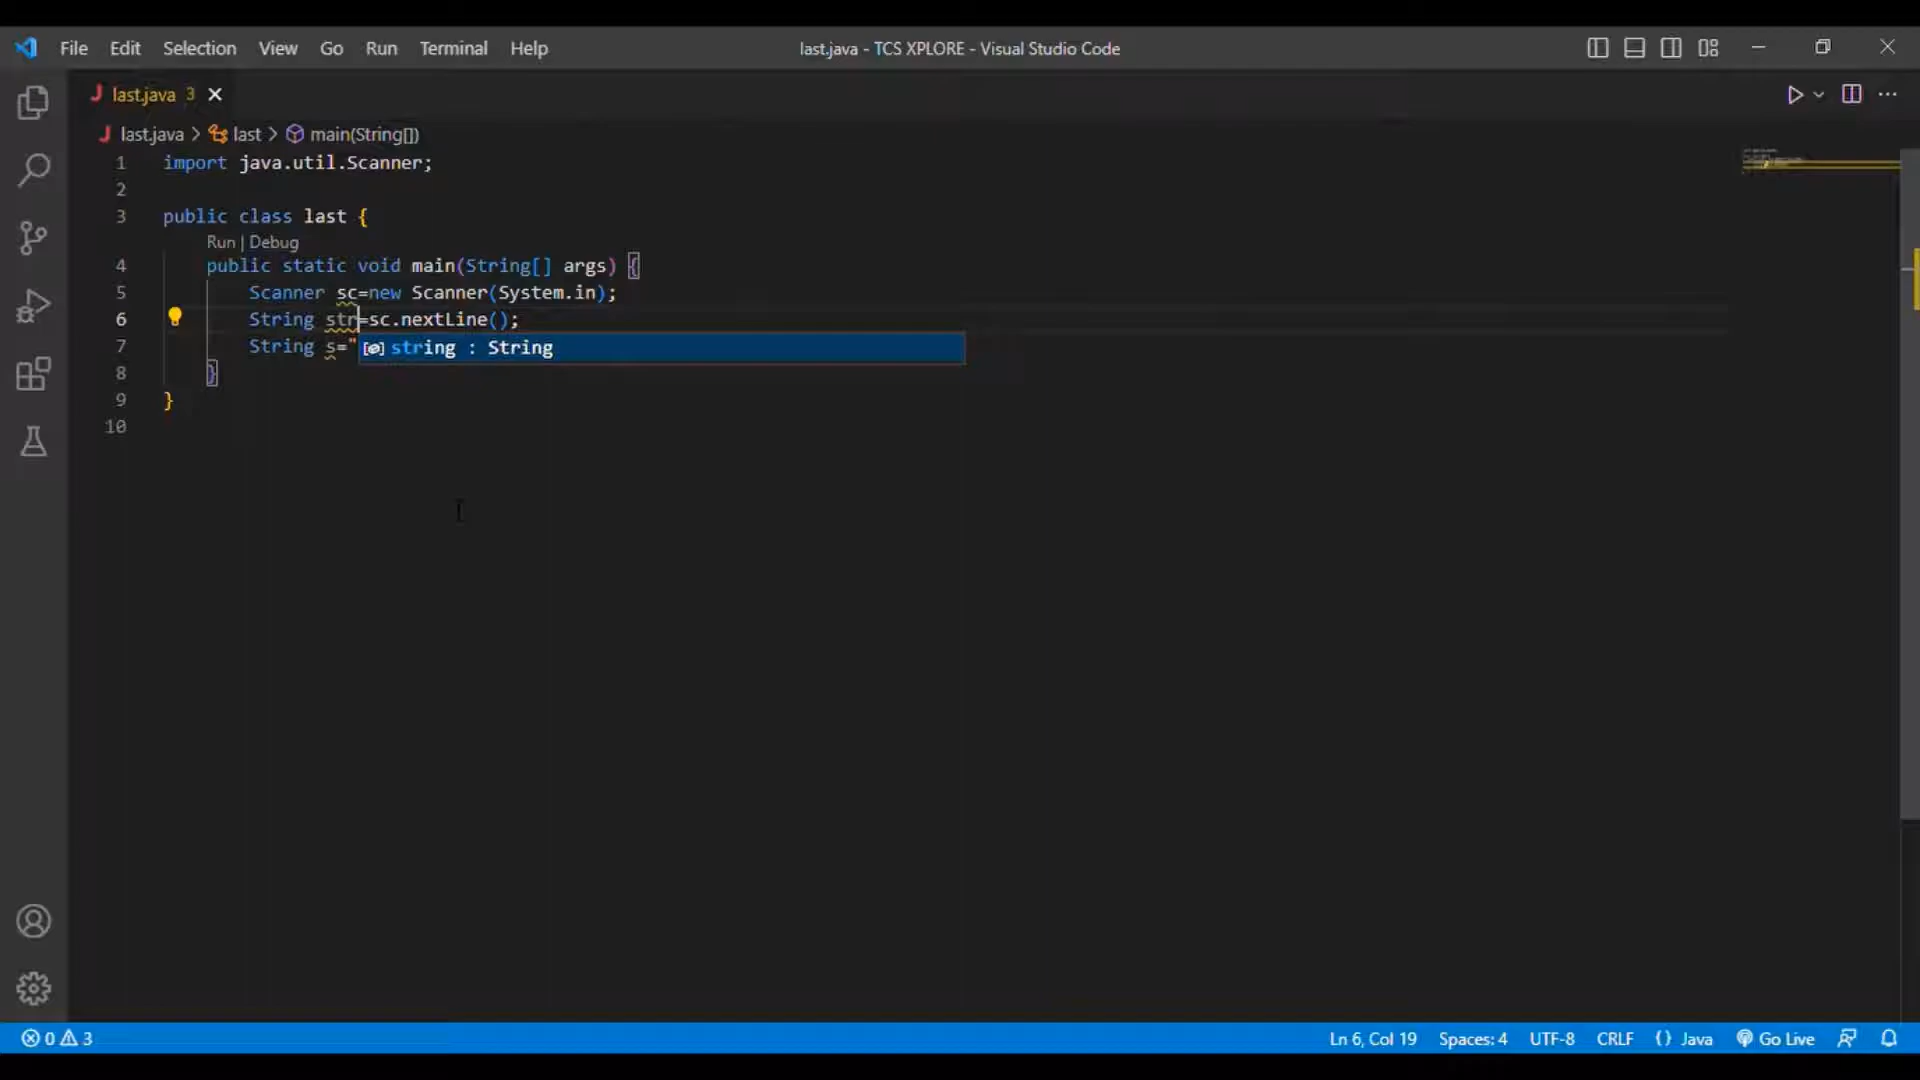 File Edit Selection View Go Run Terminal Help last.java - TCS XPLORE - Visual Studio Code
last.java 3
last.java > last > main(String[])
1 import java.util.Scanner;
2
3 public class last {
Run | Debug
4 public static void main(String[] args) {
5 Scanner sc=new Scanner(System.in);
6 String str=sc.nextLine();
7 String s=" string : String
8 }
9 }
10
0 3 Ln 6, Col 19 Spaces: 4 UTF-8 CRLF {} Java Go Live